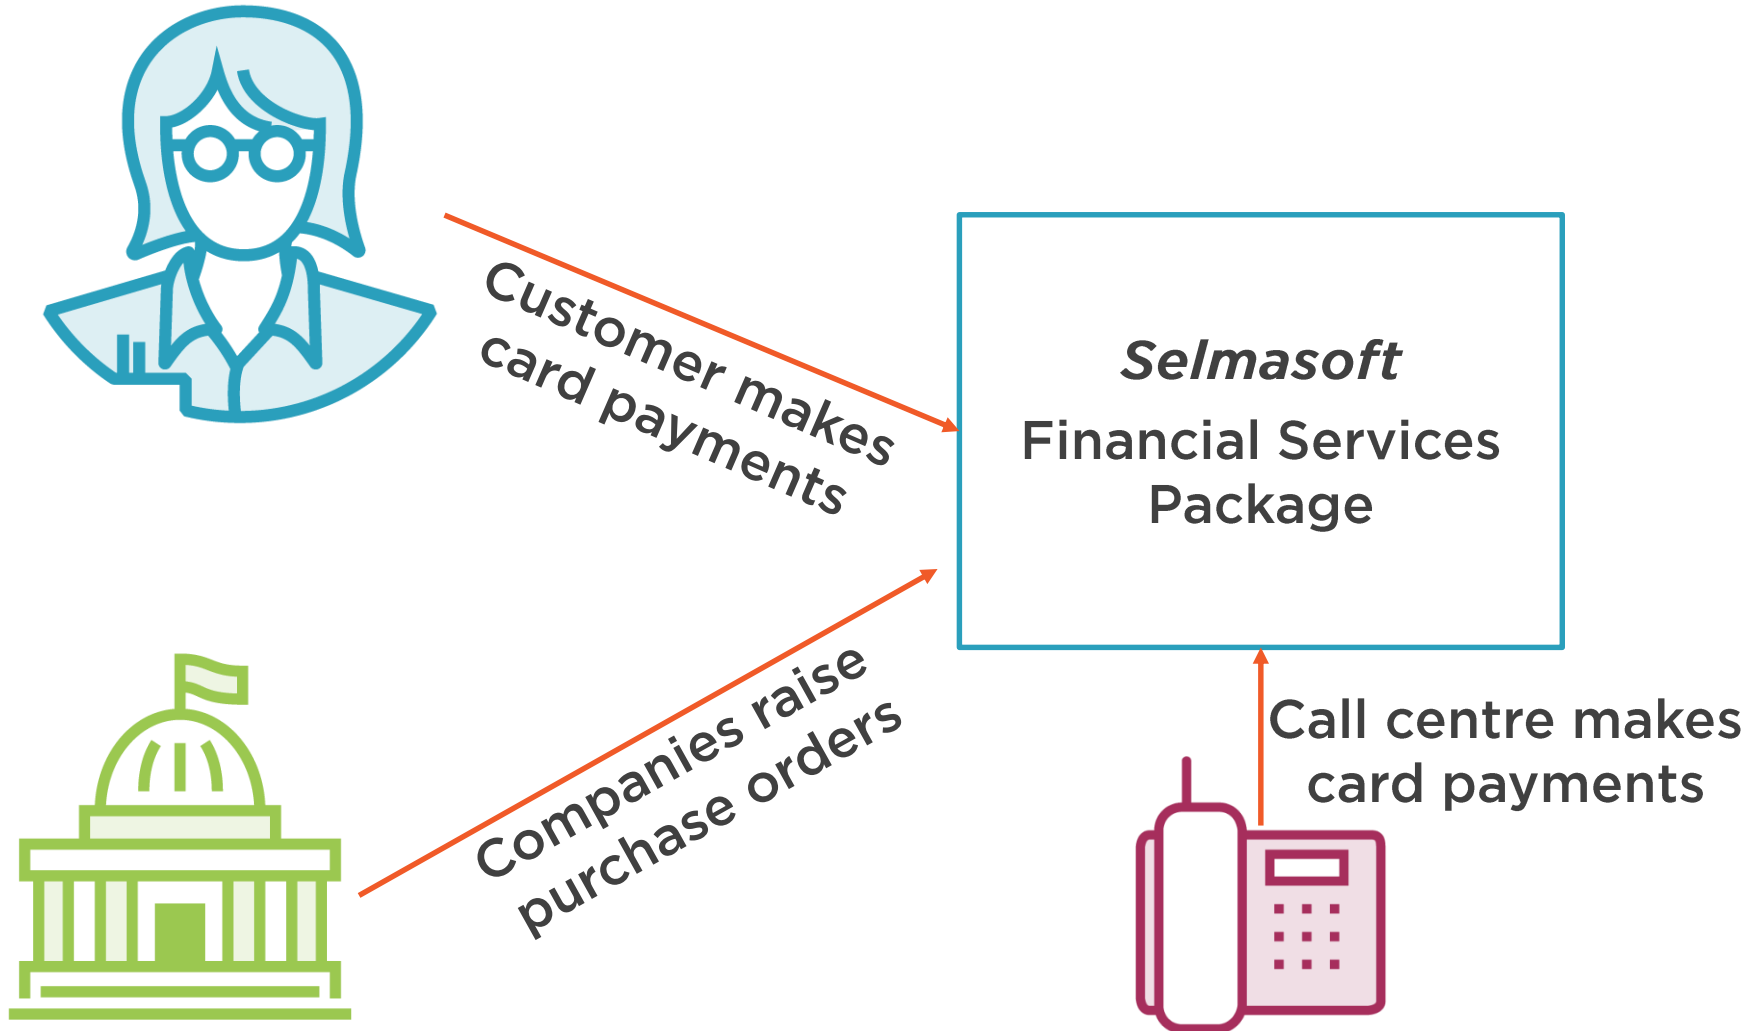 Customer makes
card payments
Selmasoft
Financial Services
Package
Companies raise
purchase orders
Call centre makes
card payments